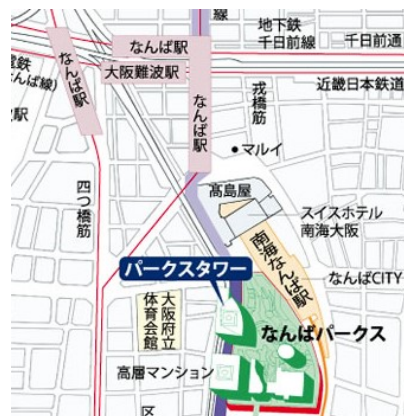 線
地下鉄
千日前線
千日前通
なんば駅
大阪難波駅
電鉄
んば線)
駅
なんば駅
なんば駅
近畿日本鉄道
戎橋筋
マルイ
四つ橋筋
髙島屋
スイスホテル
南海大阪
南海なんば駅
なんばCITY
パークスタワー
大阪府立
体育会館
なんばパークス
高層マンション
区